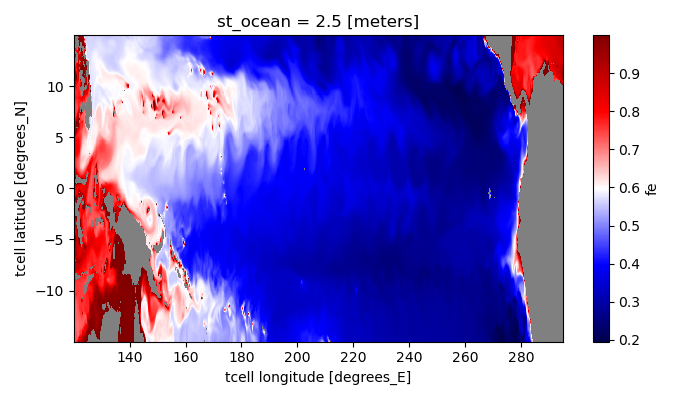 st_ocean = 2.5 [meters]
tcell latitude [degrees_N]
10
5
0
−5
−10
140 160 180 200 220 240 260 280
tcell longitude [degrees_E]
0.9
0.8
0.7
0.6
0.5
0.4
0.3
0.2
fe